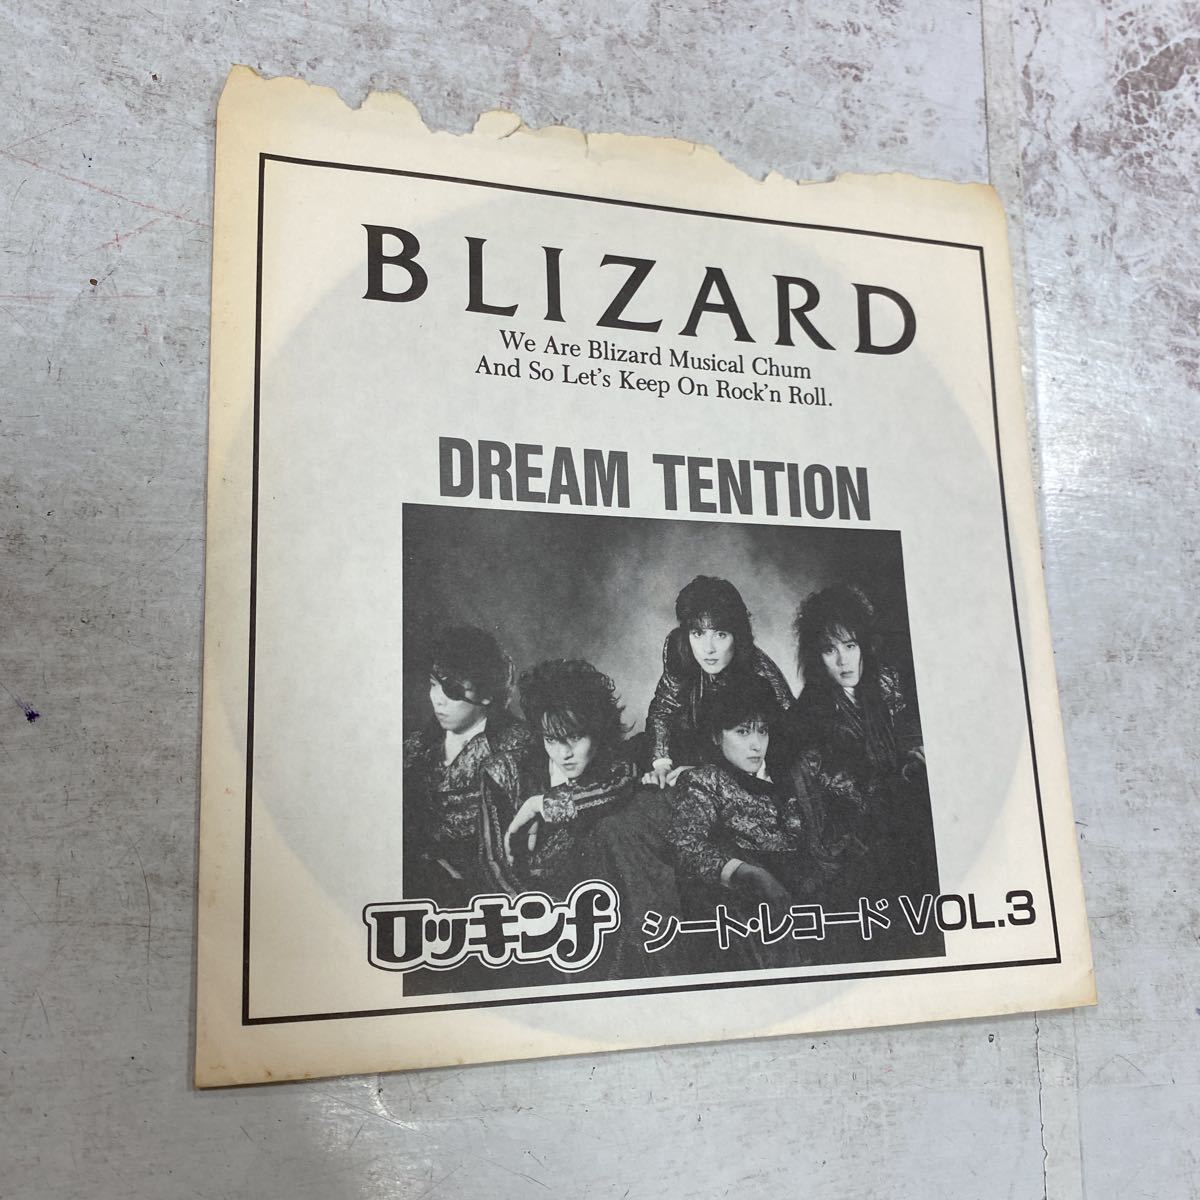 BLIZARD
We Are Blizard Musical Chum
And So Let's Keep On Rock'n Roll.
DREAM TENTION
ロッキンf シート・レコード VOL.3